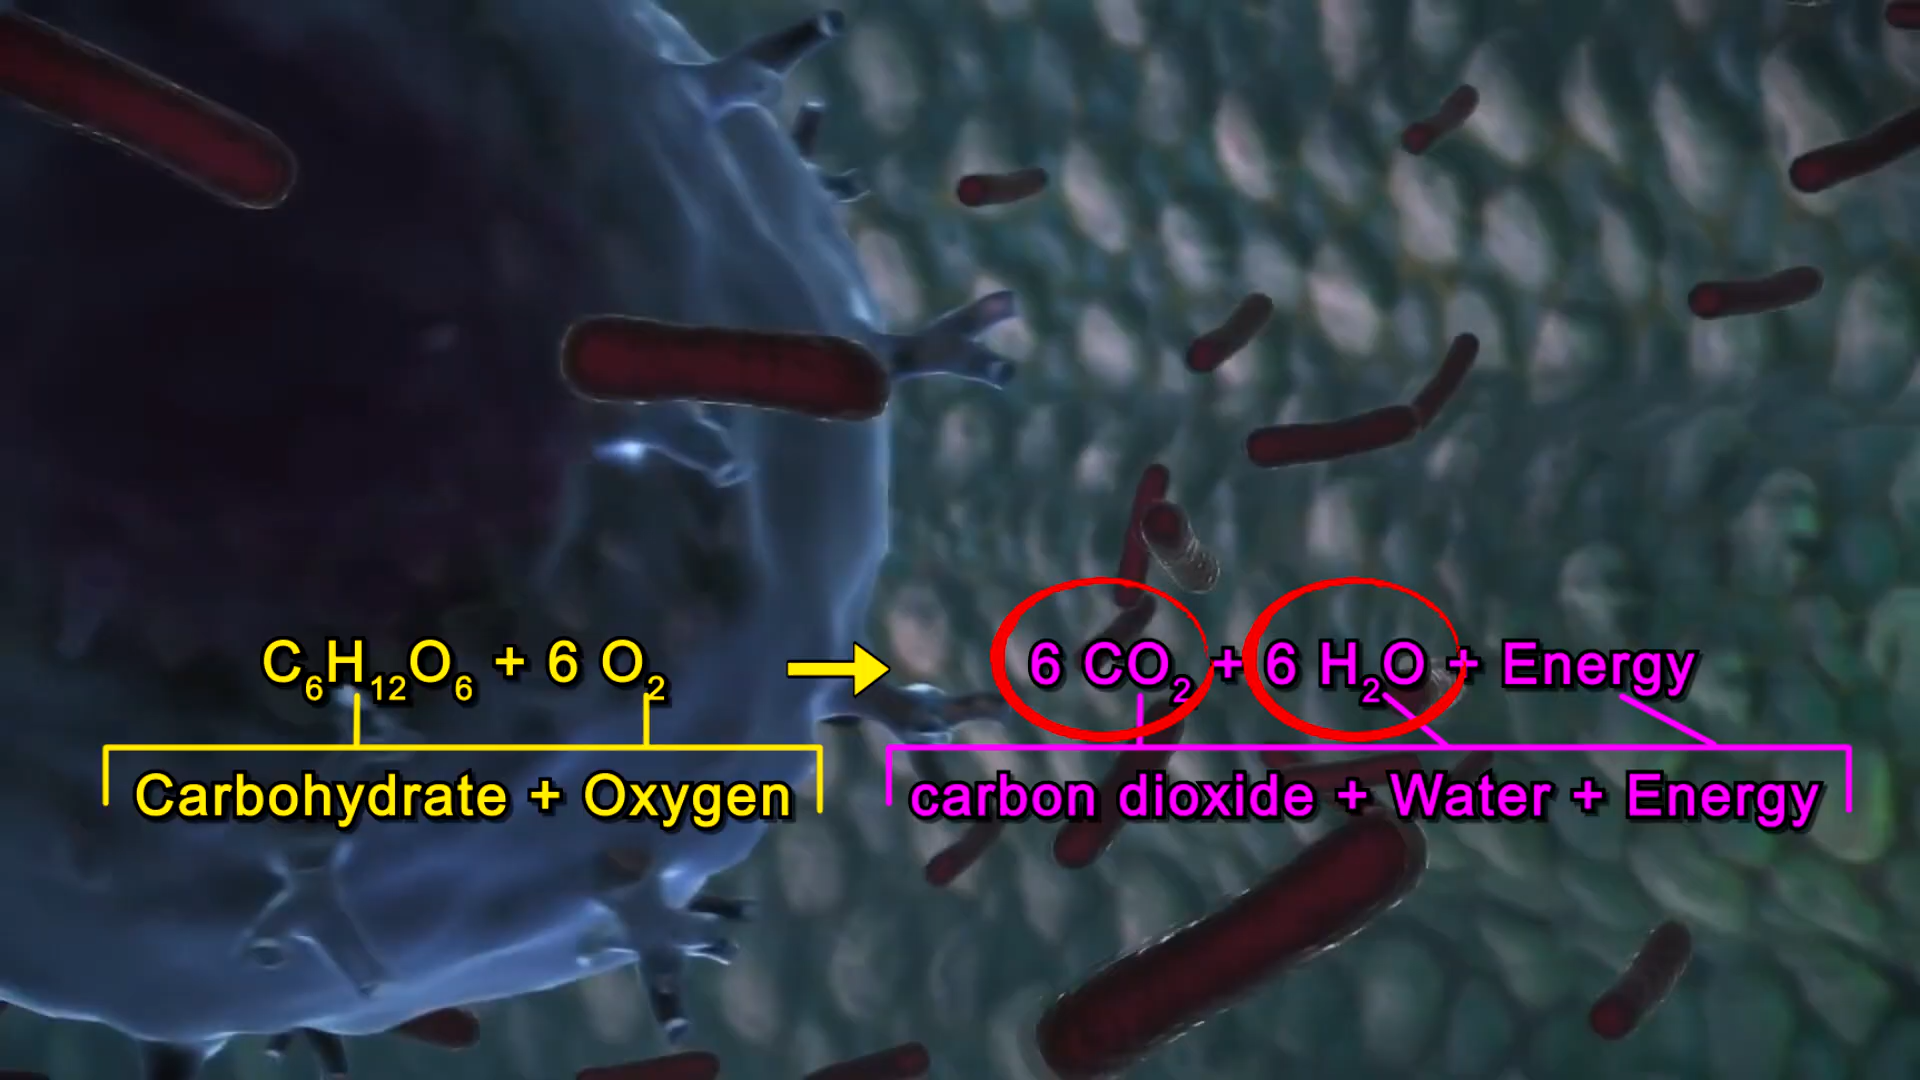 C₆H₁₂O₆ + 6 O₂ → 6 CO₂ + 6 H₂O + Energy
Carbohydrate + Oxygen carbon dioxide + Water + Energy